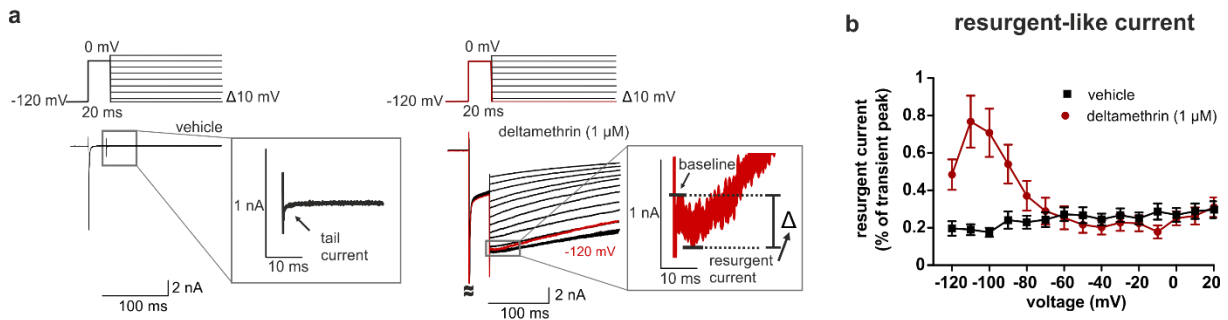 a
0 mV
-120 mV
Δ10 mV
20 ms
vehicle
1 nA
tail
current
10 ms
2 nA
100 ms
0 mV
-120 mV
Δ10 mV
20 ms
deltamethrin (1 µM)
-120 mV
baseline
1 nA
Δ
10 ms
resurgent
current
≈
2 nA
100 ms
b
resurgent-like current
resurgent current
(% of transient peak)
1.0
0.8
0.6
0.4
0.2
0.0
vehicle
deltamethrin (1 µM)
-120 -100 -80 -60 -40 -20 -0 20
voltage (mV)